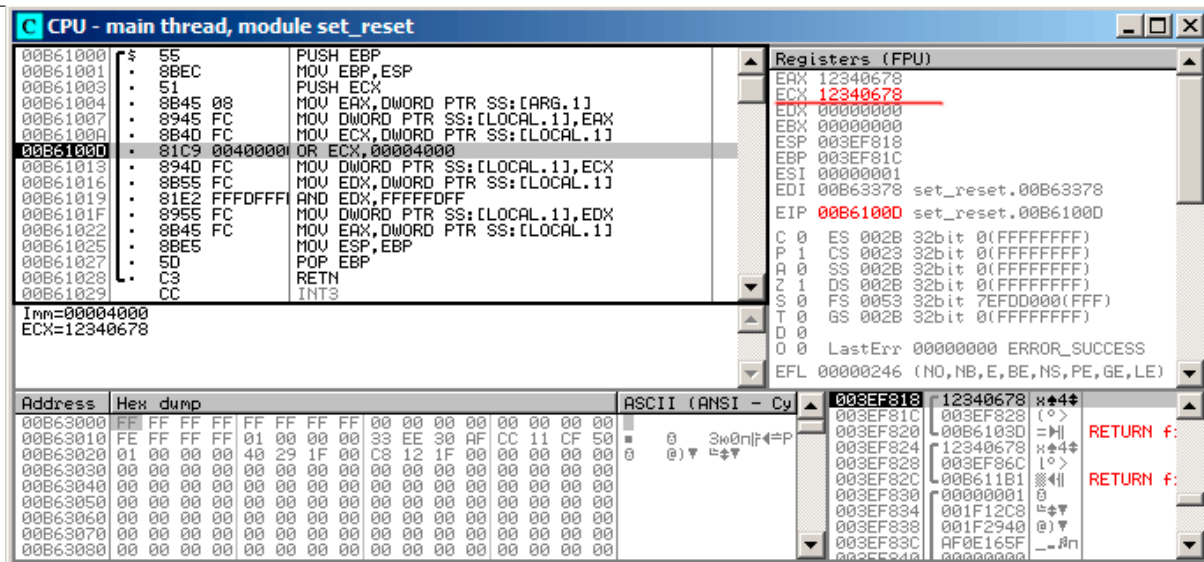 C CPU - main thread, module set_reset
00B61000 $ 55 PUSH EBP
00B61001 . 8BEC MOV EBP,ESP
00B61003 . 51 PUSH ECX
00B61004 . 8B45 08 MOV EAX,DWORD PTR SS:[ARG.1]
00B61007 . 8945 FC MOV DWORD PTR SS:[LOCAL.1],EAX
00B6100A . 8B4D FC MOV ECX,DWORD PTR SS:[LOCAL.1]
00B6100D . 81C9 0040000 OR ECX,00004000
00B61013 . 894D FC MOV DWORD PTR SS:[LOCAL.1],ECX
00B61016 . 8B55 FC MOV EDX,DWORD PTR SS:[LOCAL.1]
00B61019 . 81E2 FFFDFFF AND EDX,FFFFFDFF
00B6101F . 8955 FC MOV DWORD PTR SS:[LOCAL.1],EDX
00B61022 . 8B45 FC MOV EAX,DWORD PTR SS:[LOCAL.1]
00B61025 . 8BE5 MOV ESP,EBP
00B61027 . 5D POP EBP
00B61028 . C3 RETN
00B61029 CC INT3
Imm=00004000
ECX=12340678
Registers (FPU)
EAX 12340678
ECX 12340678
EDX 00000000
EBX 00000000
ESP 003EF818
EBP 003EF81C
ESI 00000001
EDI 00B63378 set_reset.00B63378
EIP 00B6100D set_reset.00B6100D
C 0 ES 002B 32bit 0(FFFFFFFF)
P 1 CS 0023 32bit 0(FFFFFFFF)
A 0 SS 002B 32bit 0(FFFFFFFF)
Z 1 DS 002B 32bit 0(FFFFFFFF)
S 0 FS 0053 32bit 7EFDD000(FFF)
T 0 GS 002B 32bit 0(FFFFFFFF)
D 0
O 0 LastErr 00000000 ERROR_SUCCESS
EFL 00000246 (NO,NB,E,BE,NS,PE,GE,LE)
Address Hex dump ASCII (ANSI - Cy
00B63000 FF FF FF FF FF FF FF FF 00 00 00 00 00 00 00 00
00B63010 FE FF FF FF 01 00 00 00 33 EE 30 AF CC 11 CF 50
00B63020 01 00 00 00 40 29 1F 00 C8 12 1F 00 00 00 00 00
00B63030 00 00 00 00 00 00 00 00 00 00 00 00 00 00 00 00
00B63040 00 00 00 00 00 00 00 00 00 00 00 00 00 00 00 00
00B63050 00 00 00 00 00 00 00 00 00 00 00 00 00 00 00 00
00B63060 00 00 00 00 00 00 00 00 00 00 00 00 00 00 00 00
00B63070 00 00 00 00 00 00 00 00 00 00 00 00 00 00 00 00
00B63080 00 00 00 00 00 00 00 00 00 00 00 00 00 00 00 00
003EF818 12340678
003EF81C 003EF828
003EF820 00B6103D RETURN f
003EF824 12340678
003EF828 003EF86C
003EF82C 00B611B1 RETURN f
003EF830 00000001
003EF834 001F12C8
003EF838 001F2940
003EF83C AF0E165F